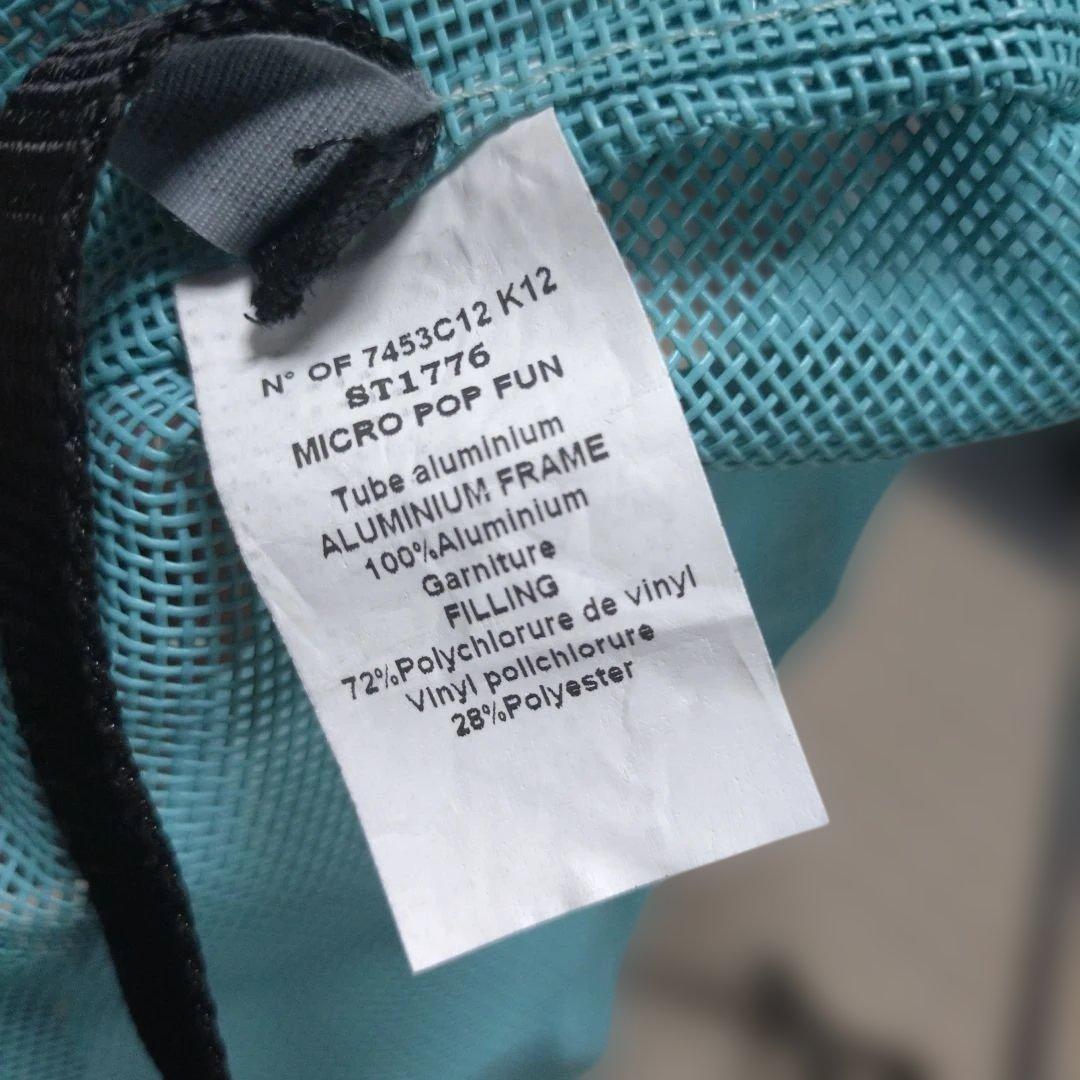 N° OF 7453C12 K12
ST1776
MICRO POP FUN
Tube aluminium
ALUMINIUM FRAME
100%Aluminium
Garniture
FILLING
72%Polychlorure de vinyl
Vinyl polichlorure
28%Polyester